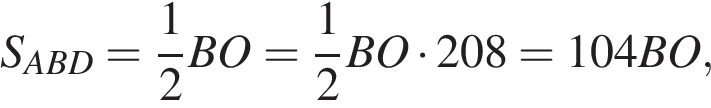 $S_{ABD} = \frac{1}{2}BO = \frac{1}{2}BO \cdot 208 = 104BO,$